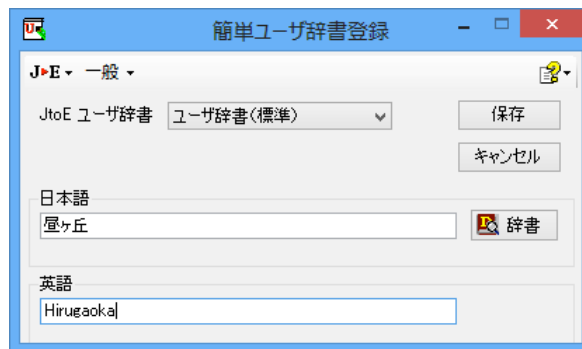 簡単ユーザ辞書登録
J▶E▾ 一般▾
JtoE ユーザ辞書 ユーザ辞書(標準) 保存
キャンセル
日本語
昼ヶ丘 辞書
英語
Hirugaoka